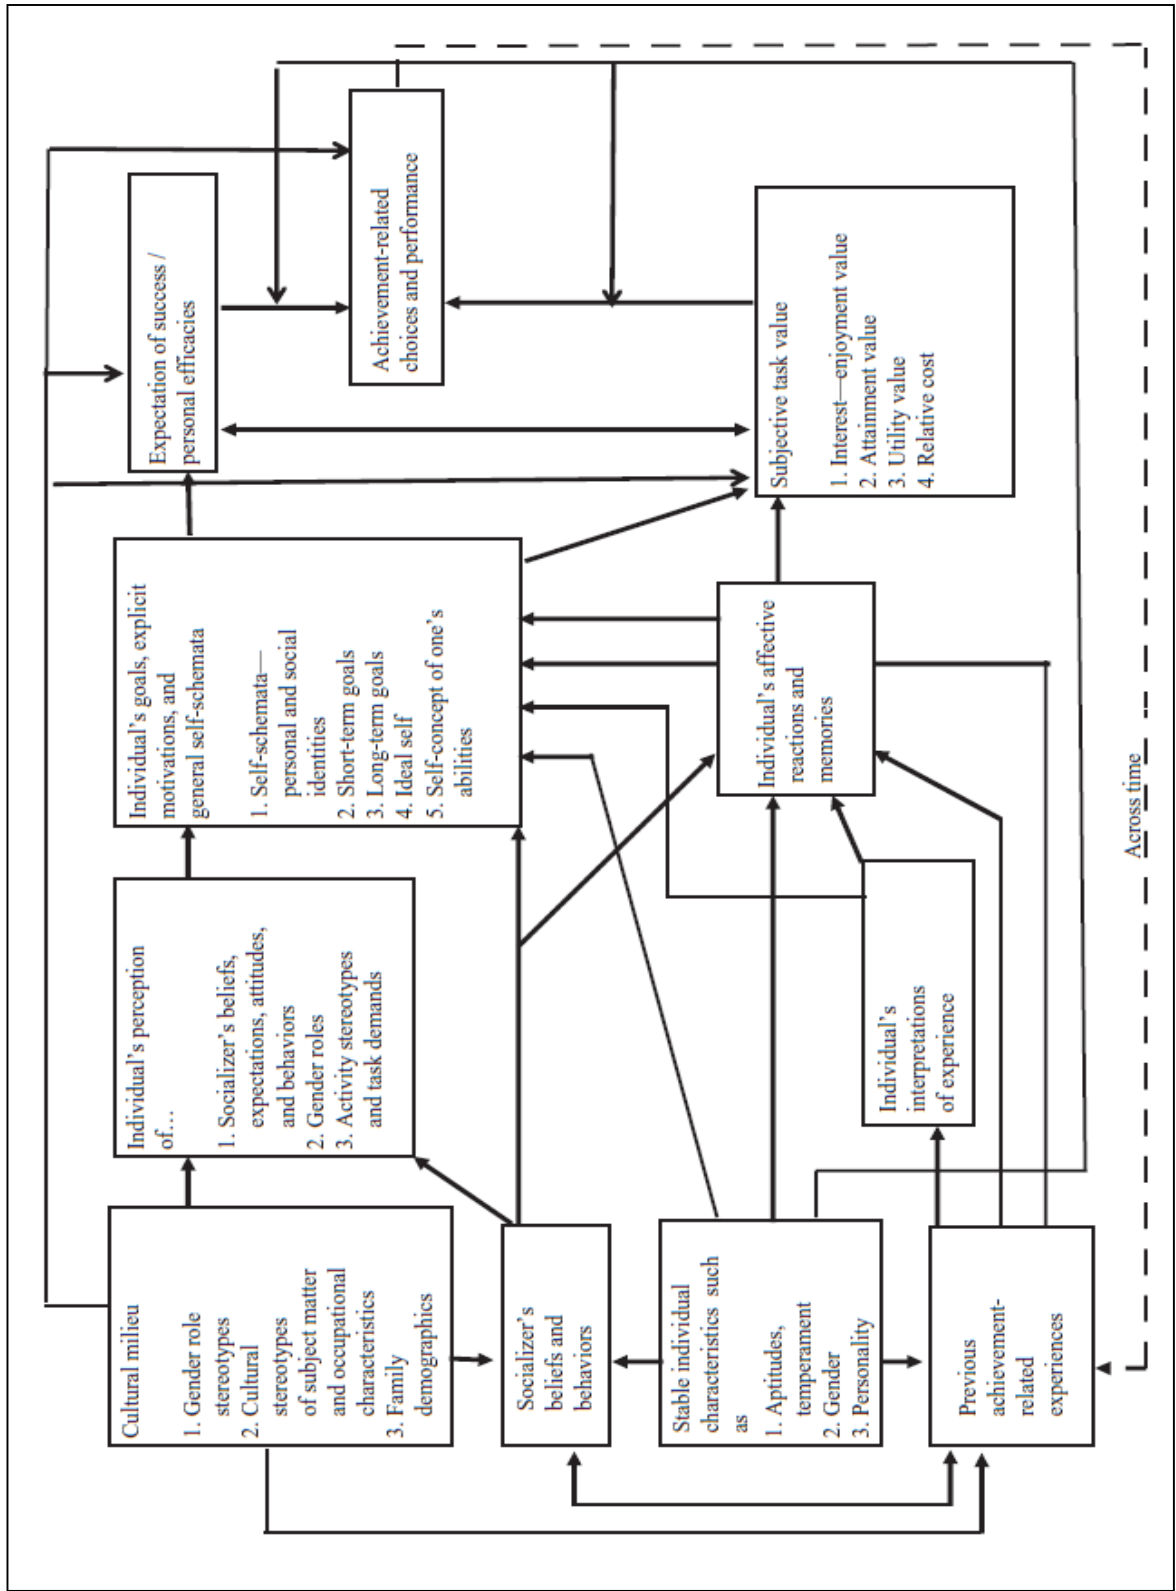 Cultural milieu
1. Gender role
stereotypes
2. Cultural
stereotypes
of subject matter
and occupational
characteristics
3. Family
demographics
Socializer's
beliefs and
behaviors
Stable individual
characteristics such
as
1. Aptitudes,
temperament
2. Gender
3. Personality
Previous
achievement-
related
experiences
Individual's perception
of…
1. Socializer's beliefs,
expectations, attitudes,
and behaviors
2. Gender roles
3. Activity stereotypes
and task demands
Individual's
interpretations
of experience
Individual's goals, explicit
motivations, and
general self-schemata
1. Self-schemata—
personal and social
identities
2. Short-term goals
3. Long-term goals
4. Ideal self
5. Self-concept of one's
abilities
Individual's affective
reactions and
memories
Expectation of success /
personal efficacies
Achievement-related
choices and performance
Subjective task value
1. Interest—enjoyment value
2. Attainment value
3. Utility value
4. Relative cost
Across time